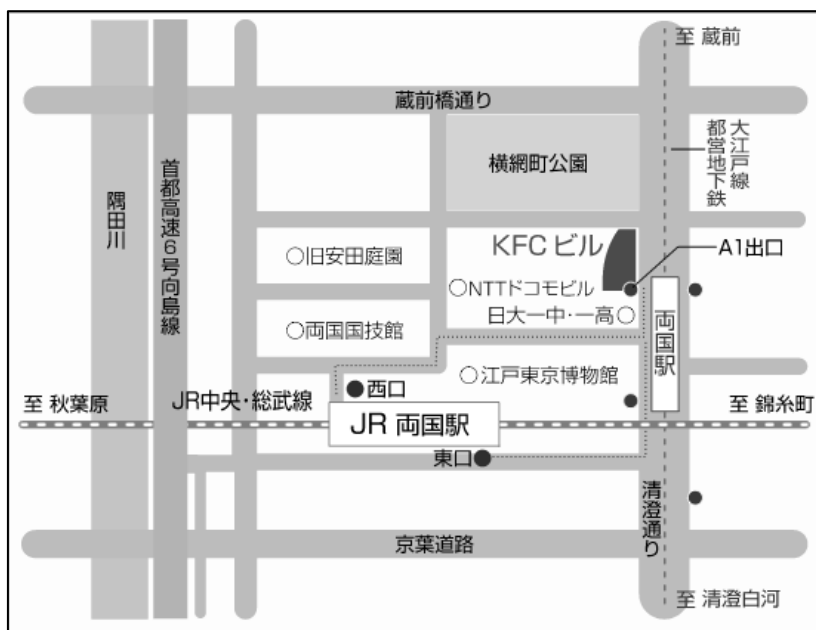 至 蔵前
蔵前橋通り
大江戸線
都営地下鉄
横網町公園
首都高速6号向島線
隅田川
KFC ビル
A1出口
○旧安田庭園
○NTTドコモビル
日大一中・一高○
両国駅
○両国国技館
○江戸東京博物館
●西口
至 秋葉原
JR中央・総武線
至 錦糸町
JR 両国駅
東口●
清澄通り
京葉道路
至 清澄白河